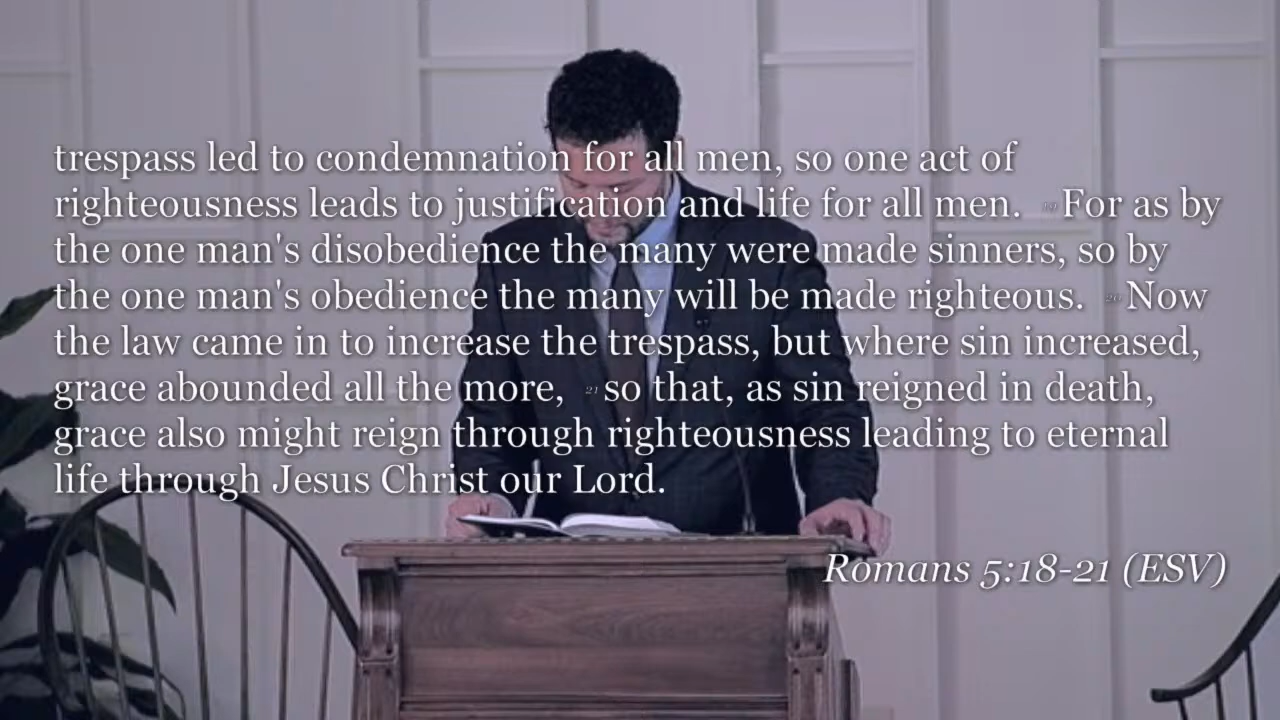 trespass led to condemnation for all men, so one act of
righteousness leads to justification and life for all men. 19 For as by
the one man's disobedience the many were made sinners, so by
the one man's obedience the many will be made righteous. 20 Now
the law came in to increase the trespass, but where sin increased,
grace abounded all the more, 21 so that, as sin reigned in death,
grace also might reign through righteousness leading to eternal
life through Jesus Christ our Lord.
Romans 5:18-21 (ESV)